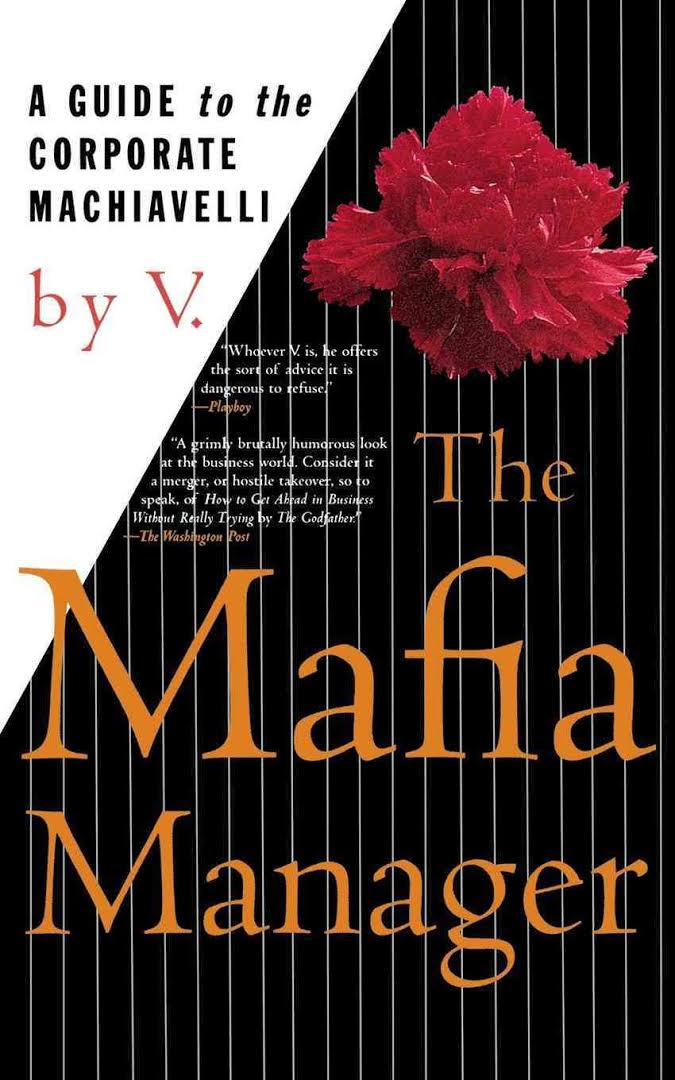 A GUIDE to the
CORPORATE
MACHIAVELLI
by V.
“Whoever V. is, he offers
the sort of advice it is
dangerous to refuse.”
—Playboy
“A grimly brutally humorous look
at the business world. Consider it
a merger, or hostile takeover, so to
speak, of How to Get Ahead in Business
Without Really Trying by The Godfather.”
—The Washington Post
The
Mafia
Manager